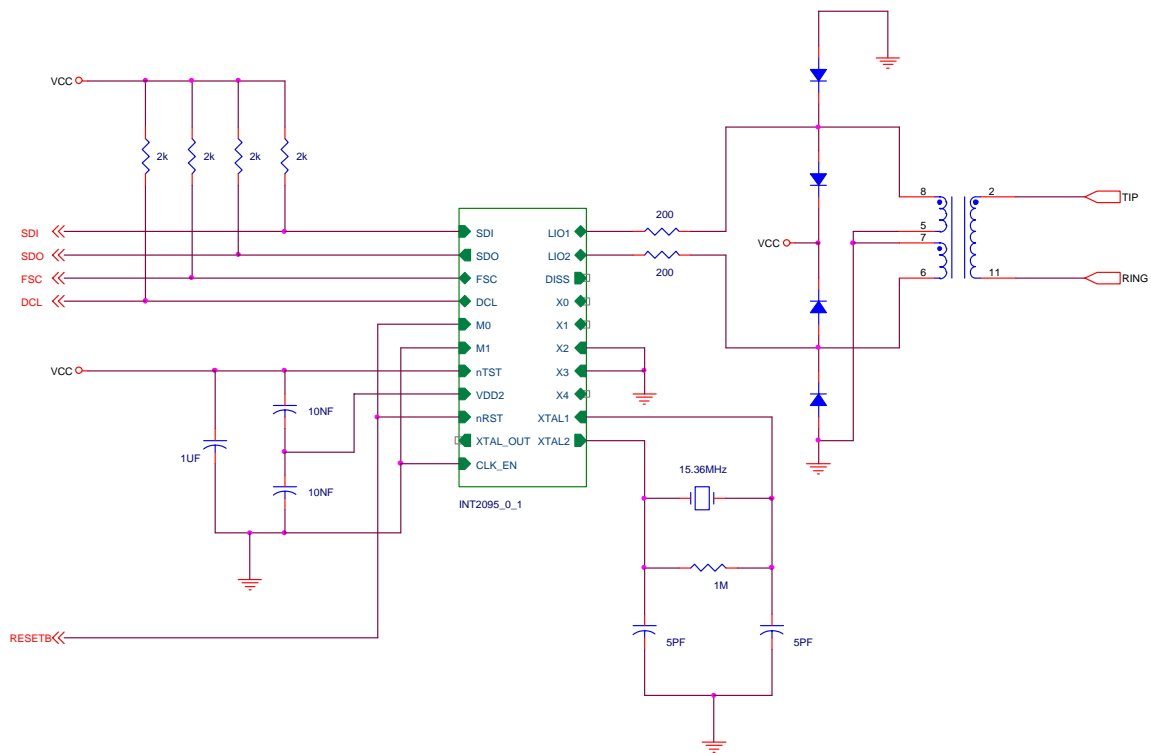 VCC
2k
2k
2k
2k
SDI
SDO
FSC
DCL
VCC
10NF
1UF
10NF
RESETB
SDI
SDO
FSC
DCL
M0
M1
nTST
VDD2
nRST
XTAL_OUT
CLK_EN
LIO1
LIO2
DISS
X0
X1
X2
X3
X4
XTAL1
XTAL2
INT2095_0_1
200
200
VCC
8
5
7
6
2
11
TIP
RING
15.36MHz
1M
5PF
5PF